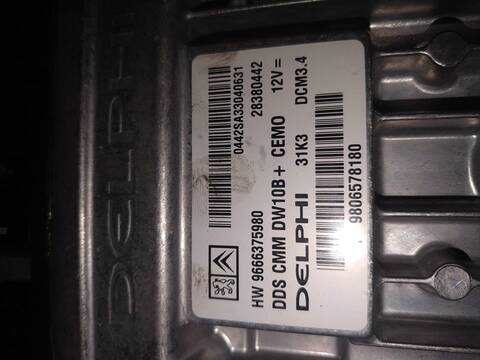 DELPHI
0442SA33040631
HW 9666375980 28380442
DDS CMM DW10B+ CEMO 12V=
DELPHI 31K3 DCM3.4
9806578180